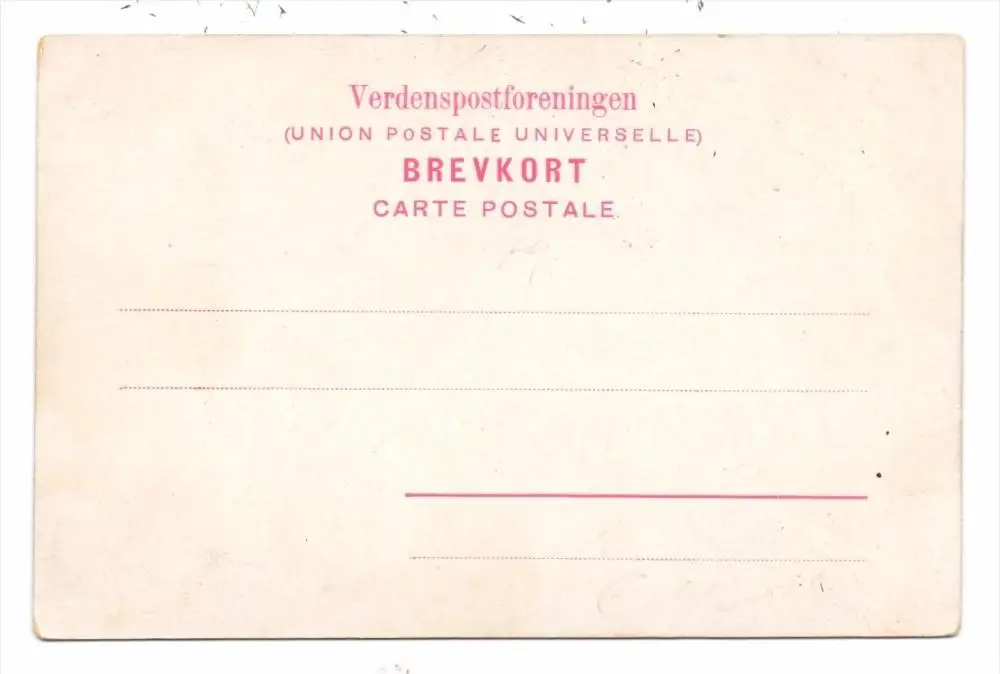 Verdenspostforeningen
(UNION POSTALE UNIVERSELLE)
BREVKORT
CARTE POSTALE